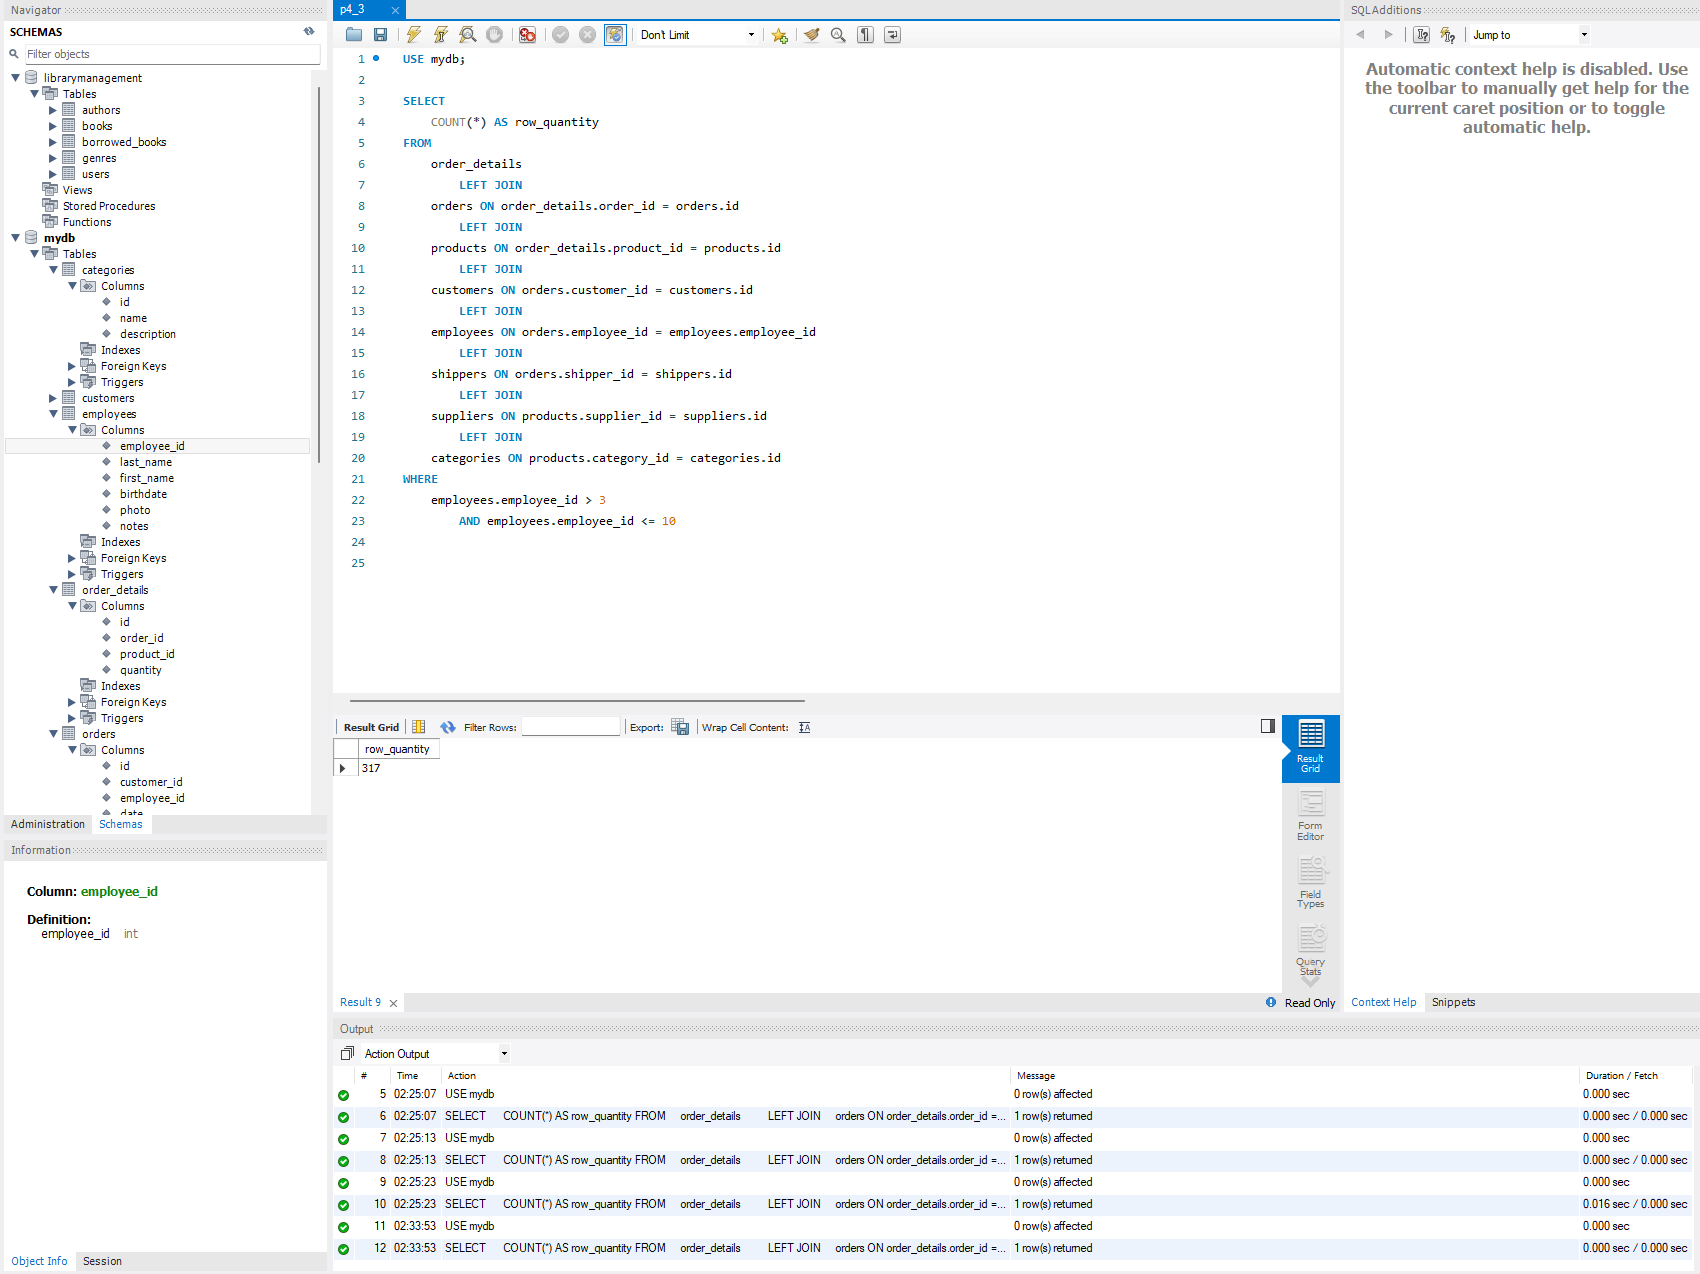 Navigator
SCHEMAS
Filter objects
librarymanagement
Tables
authors
books
borrowed_books
genres
users
Views
Stored Procedures
Functions
mydb
Tables
categories
Columns
id
name
description
Indexes
Foreign Keys
Triggers
customers
employees
Columns
employee_id
last_name
first_name
birthdate
photo
notes
Indexes
Foreign Keys
Triggers
order_details
Columns
id
order_id
product_id
quantity
Indexes
Foreign Keys
Triggers
orders
Columns
id
customer_id
employee_id
date
Administration Schemas
Information
Column: employee_id
Definition:
employee_id int
Object Info Session
p4_3
Don't Limit
1 USE mydb;
2
3 SELECT
4 COUNT(*) AS row_quantity
5 FROM
6 order_details
7 LEFT JOIN
8 orders ON order_details.order_id = orders.id
9 LEFT JOIN
10 products ON order_details.product_id = products.id
11 LEFT JOIN
12 customers ON orders.customer_id = customers.id
13 LEFT JOIN
14 employees ON orders.employee_id = employees.employee_id
15 LEFT JOIN
16 shippers ON orders.shipper_id = shippers.id
17 LEFT JOIN
18 suppliers ON products.supplier_id = suppliers.id
19 LEFT JOIN
20 categories ON products.category_id = categories.id
21 WHERE
22 employees.employee_id > 3
23 AND employees.employee_id <= 10
24
25
Result Grid Filter Rows: Export: Wrap Cell Content:
row_quantity
317
Result Grid
Form Editor
Field Types
Query Stats
Result 9 Read Only
Output
Action Output
# Time Action Message Duration / Fetch
5 02:25:07 USE mydb 0 row(s) affected 0.000 sec
6 02:25:07 SELECT COUNT(*) AS row_quantity FROM order_details LEFT JOIN orders ON order_details.order_id =... 1 row(s) returned 0.000 sec / 0.000 sec
7 02:25:13 USE mydb 0 row(s) affected 0.000 sec
8 02:25:13 SELECT COUNT(*) AS row_quantity FROM order_details LEFT JOIN orders ON order_details.order_id =... 1 row(s) returned 0.000 sec / 0.000 sec
9 02:25:23 USE mydb 0 row(s) affected 0.000 sec
10 02:25:23 SELECT COUNT(*) AS row_quantity FROM order_details LEFT JOIN orders ON order_details.order_id =... 1 row(s) returned 0.016 sec / 0.000 sec
11 02:33:53 USE mydb 0 row(s) affected 0.000 sec
12 02:33:53 SELECT COUNT(*) AS row_quantity FROM order_details LEFT JOIN orders ON order_details.order_id =... 1 row(s) returned 0.000 sec / 0.000 sec
SQLAdditions
Jump to
Automatic context help is disabled. Use
the toolbar to manually get help for the
current caret position or to toggle
automatic help.
Context Help Snippets